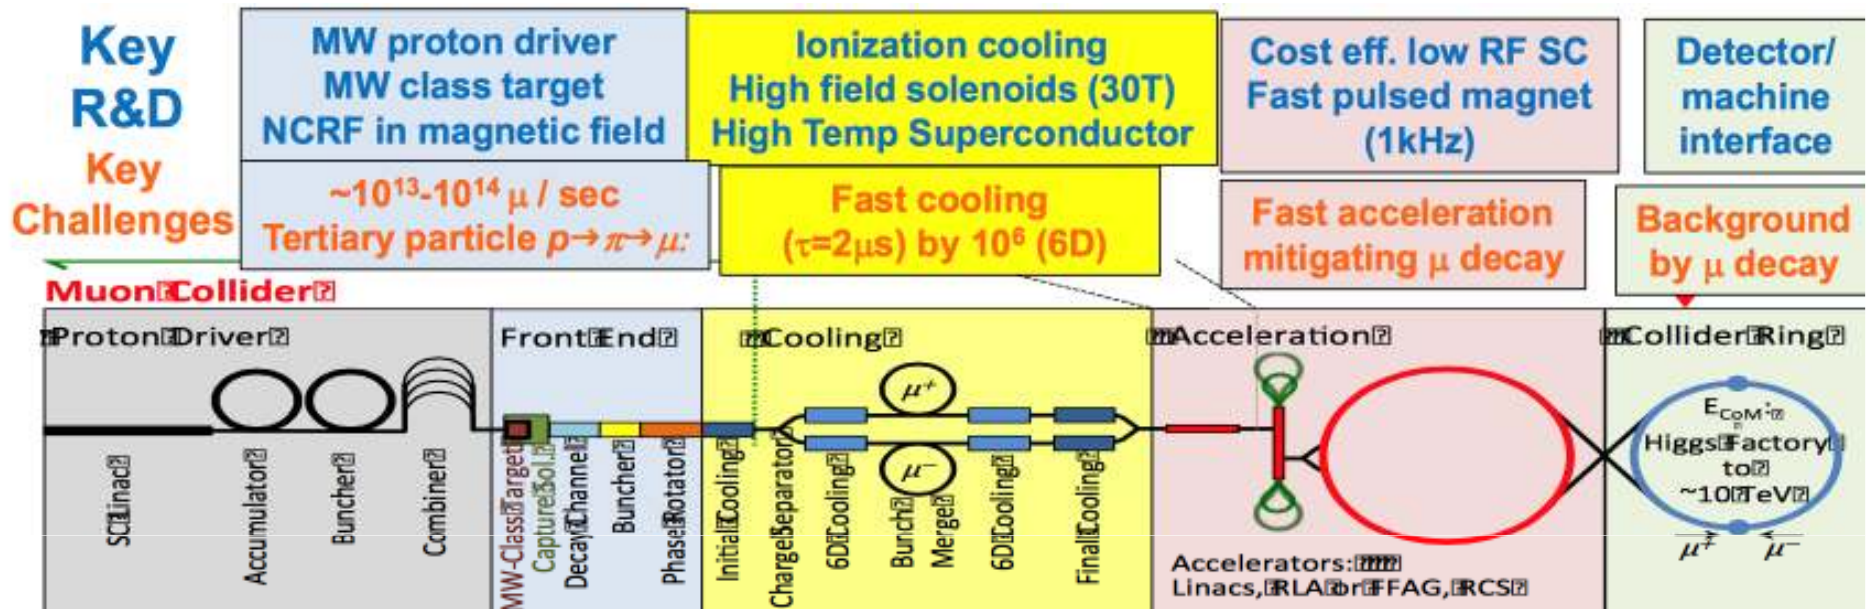 Key
R&D
MW proton driver
MW class target
NCRF in magnetic field
Ionization cooling
High field solenoids (30T)
High Temp Superconductor
Cost eff. low RF SC
Fast pulsed magnet
(1kHz)
Detector/
machine
interface
Key
Challenges
~10¹³-10¹⁴ μ / sec
Tertiary particle p→π→μ:
Fast cooling
(τ=2μs) by 10⁶ (6D)
Fast acceleration
mitigating μ decay
Background
by μ decay
Muon Collider
Proton Driver
Front End
Cooling
Acceleration
Collider Ring
SC Linac
Accumulator
Buncher
Combiner
MW-Class Target
Capture Sol.
Decay Channel
Buncher
Phase Rotator
Initial Cooling
Charge Separator
6D Cooling
μ⁺
μ⁻
Bunch
Merge
6D Cooling
Final Cooling
Accelerators:
Linacs, RLA or FFAG, RCS
E_CoM:
Higgs Factory
to
~10 TeV
μ⁺ μ⁻